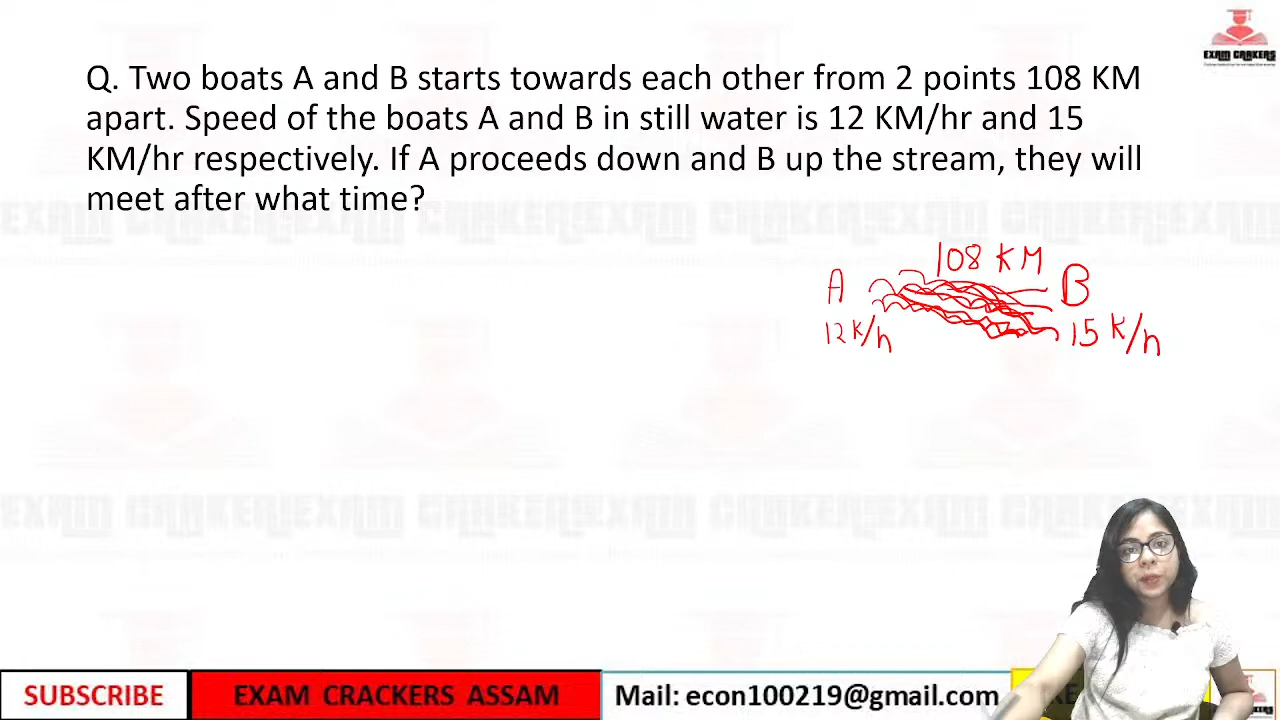 EXAM CRAKERS
Q. Two boats A and B starts towards each other from 2 points 108 KM
apart. Speed of the boats A and B in still water is 12 KM/hr and 15
KM/hr respectively. If A proceeds down and B up the stream, they will
meet after what time?
108 KM
A B
12 K/h 15 K/h
SUBSCRIBE EXAM CRACKERS ASSAM Mail: econ100219@gmail.com